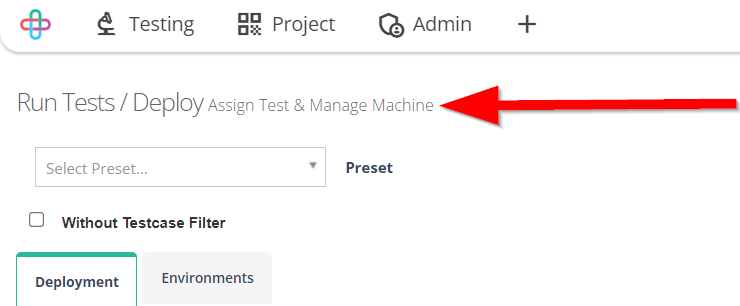 Testing Project Admin +
Run Tests / Deploy Assign Test & Manage Machine
Select Preset... Preset
Without Testcase Filter
Deployment Environments